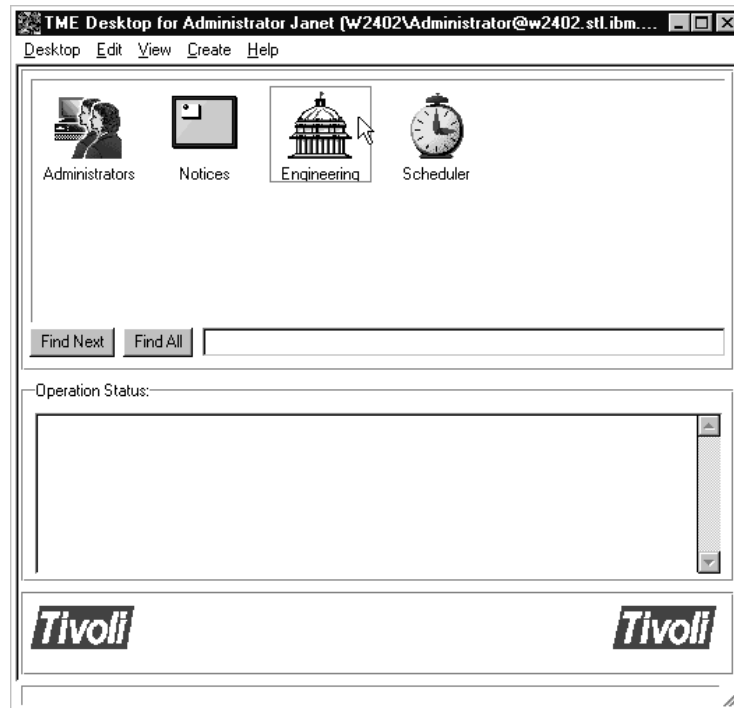 TME Desktop for Administrator Janet (W2402\Administrator@w2402.stl.ibm....
Desktop Edit View Create Help
Administrators Notices Engineering Scheduler
Find Next Find All
Operation Status:
Tivoli Tivoli